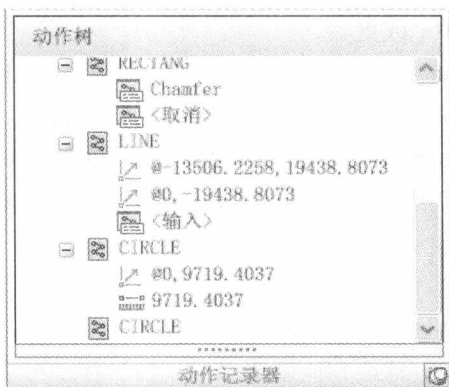 动作树
RECTANG
Chamfer
<取消>
LINE
@-13506.2258,19438.8073
@0,-19438.8073
<输入>
CIRCLE
@0,9719.4037
9719.4037
CIRCLE
动作记录器